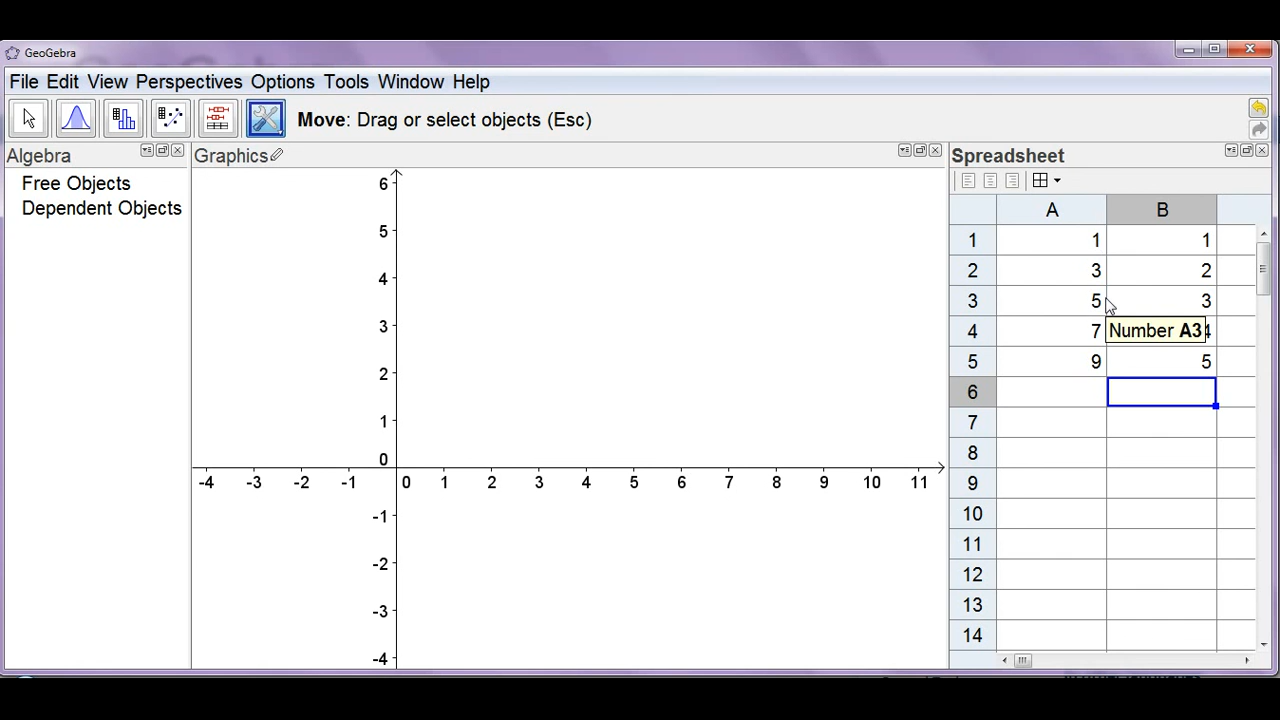 GeoGebra
File Edit View Perspectives Options Tools Window Help
Move: Drag or select objects (Esc)
Algebra
Graphics
Spreadsheet
Free Objects
Dependent Objects
6
5
4
3
2
1
0
-4 -3 -2 -1 0 1 2 3 4 5 6 7 8 9 10 11
-1
-2
-3
-4
A B
1 1 1
2 3 2
3 5 3
Number A3
4 7 4
5 9 5
6
7
8
9
10
11
12
13
14